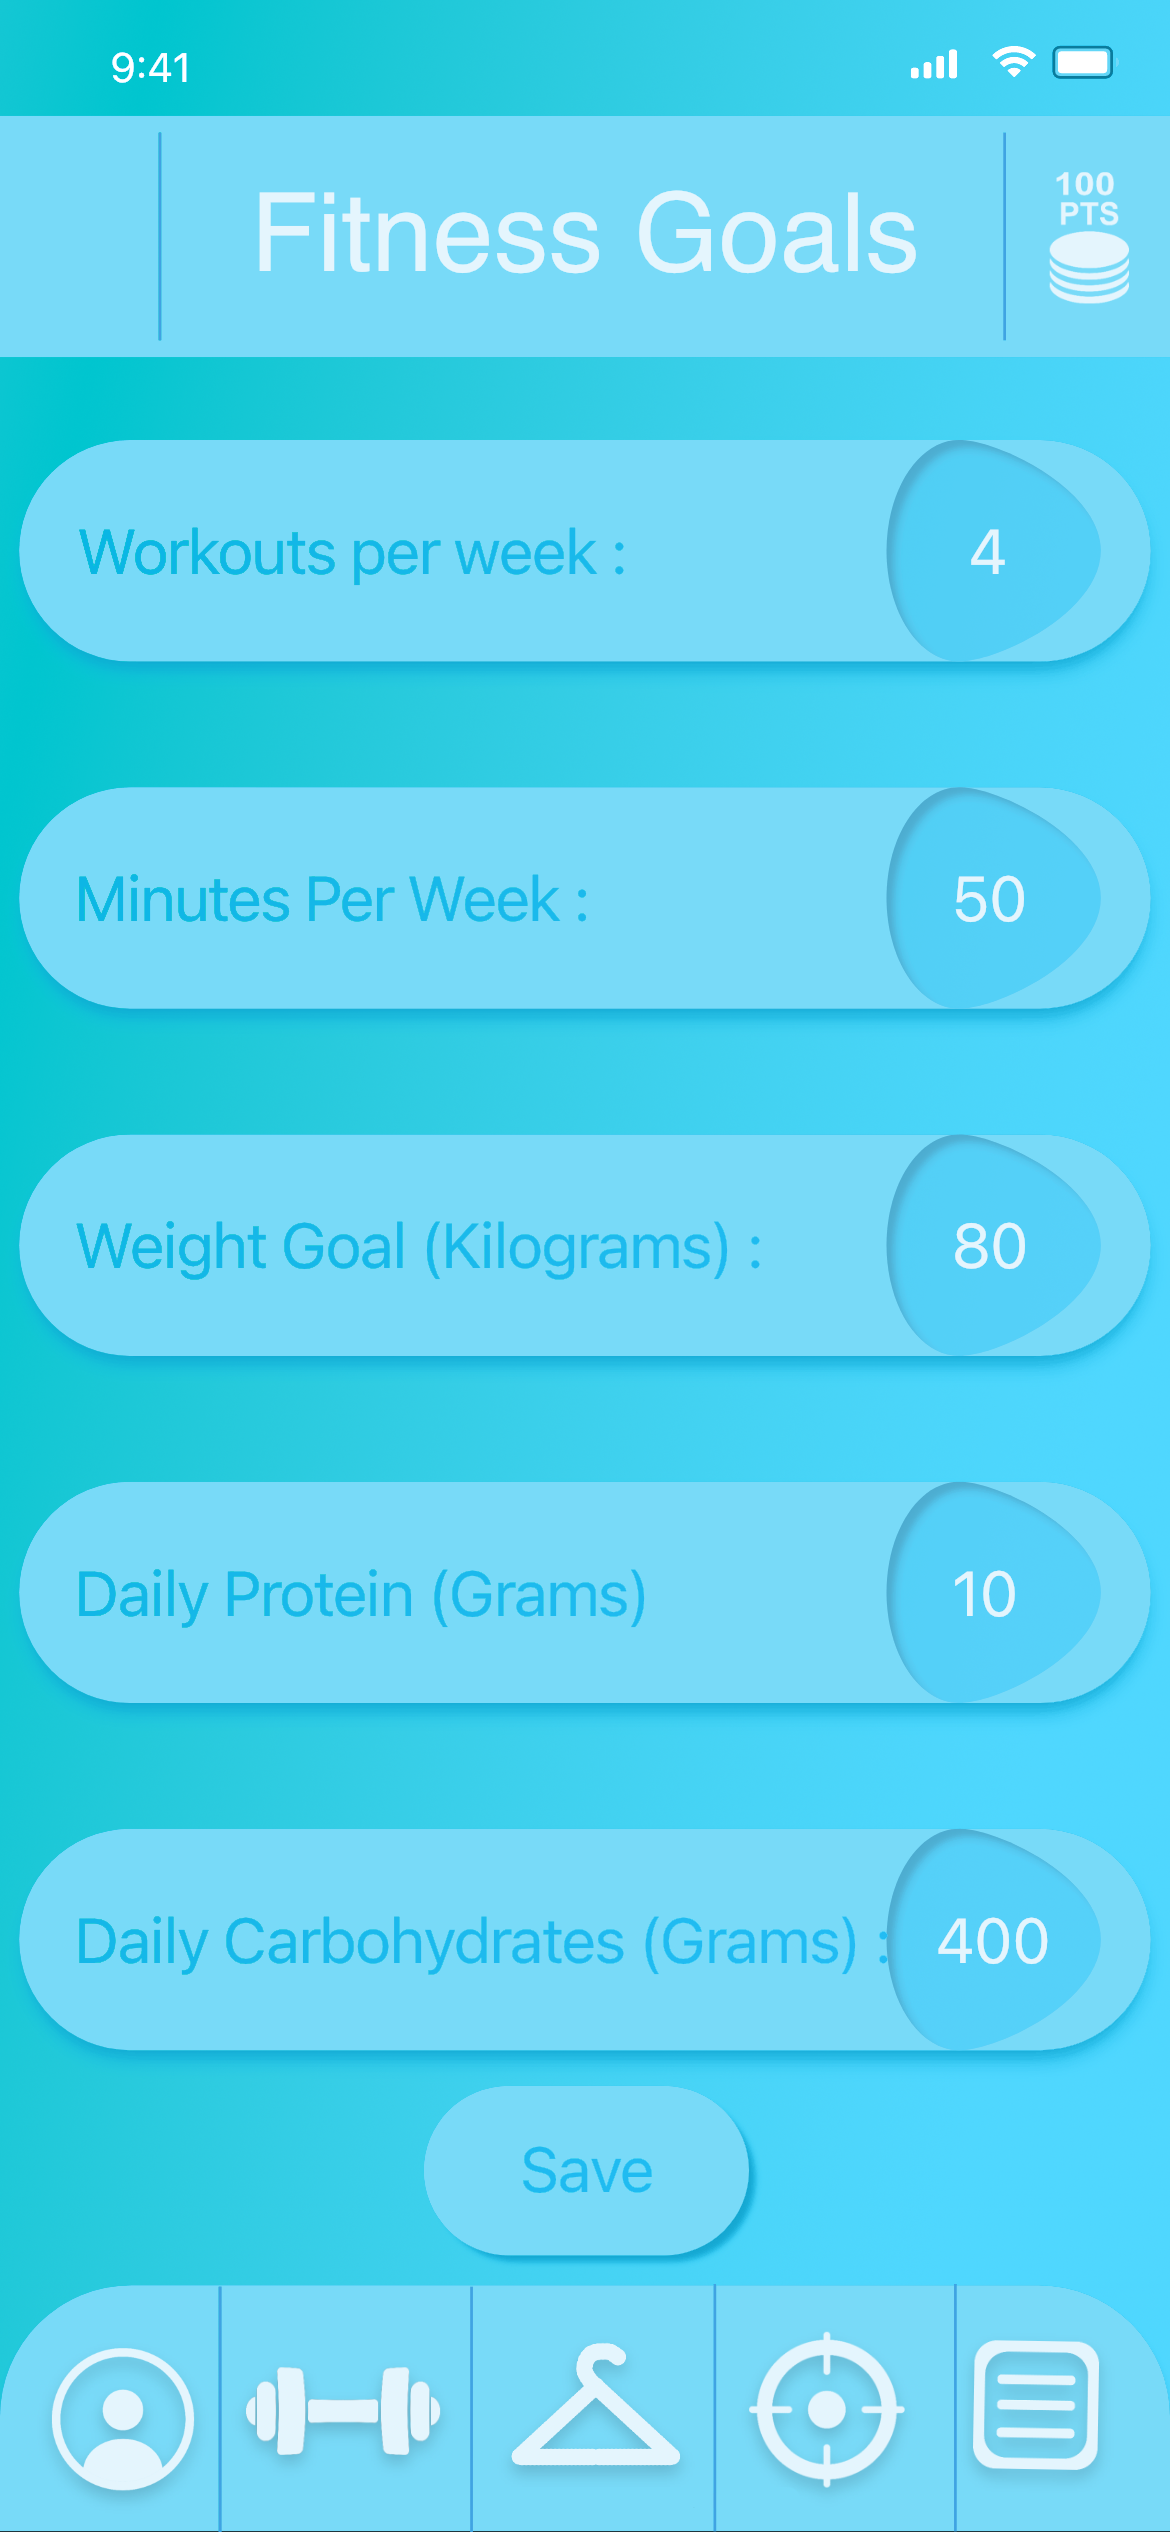 9:41
Fitness Goals
100
PTS
Workouts per week :
4
Minutes Per Week :
50
Weight Goal (Kilograms) :
80
Daily Protein (Grams)
10
Daily Carbohydrates (Grams) :
400
Save